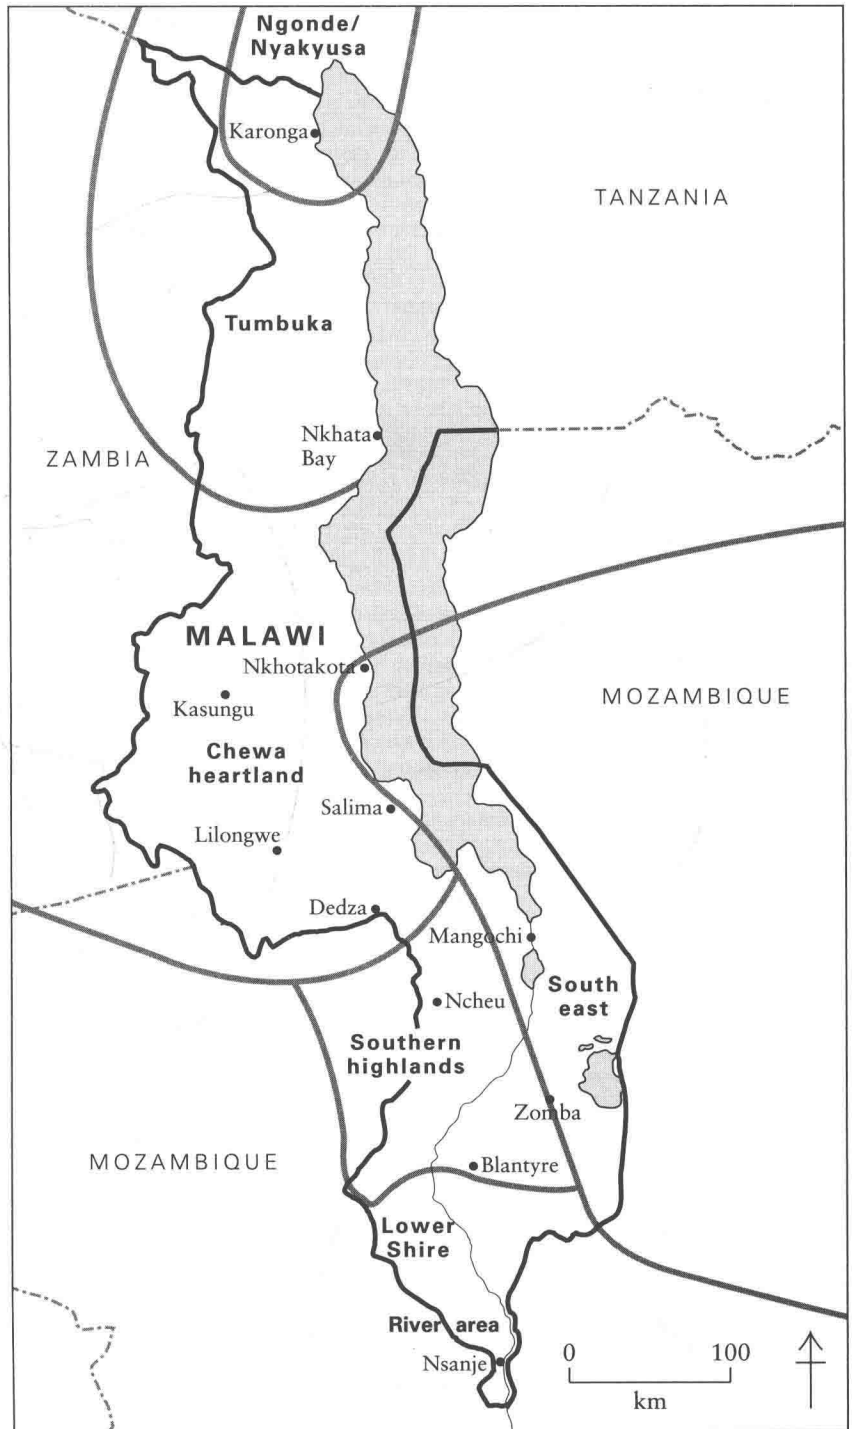 Ngonde/
Nyakyusa
Karonga
TANZANIA
Tumbuka
Nkhata
Bay
ZAMBIA
MALAWI
Nkhotakota
Kasungu
MOZAMBIQUE
Chewa
heartland
Salima
Lilongwe
Dedza
Mangochi
South
east
Ncheu
Southern
highlands
Zomba
MOZAMBIQUE
Blantyre
Lower
Shire
River area
Nsanje
0 100
km